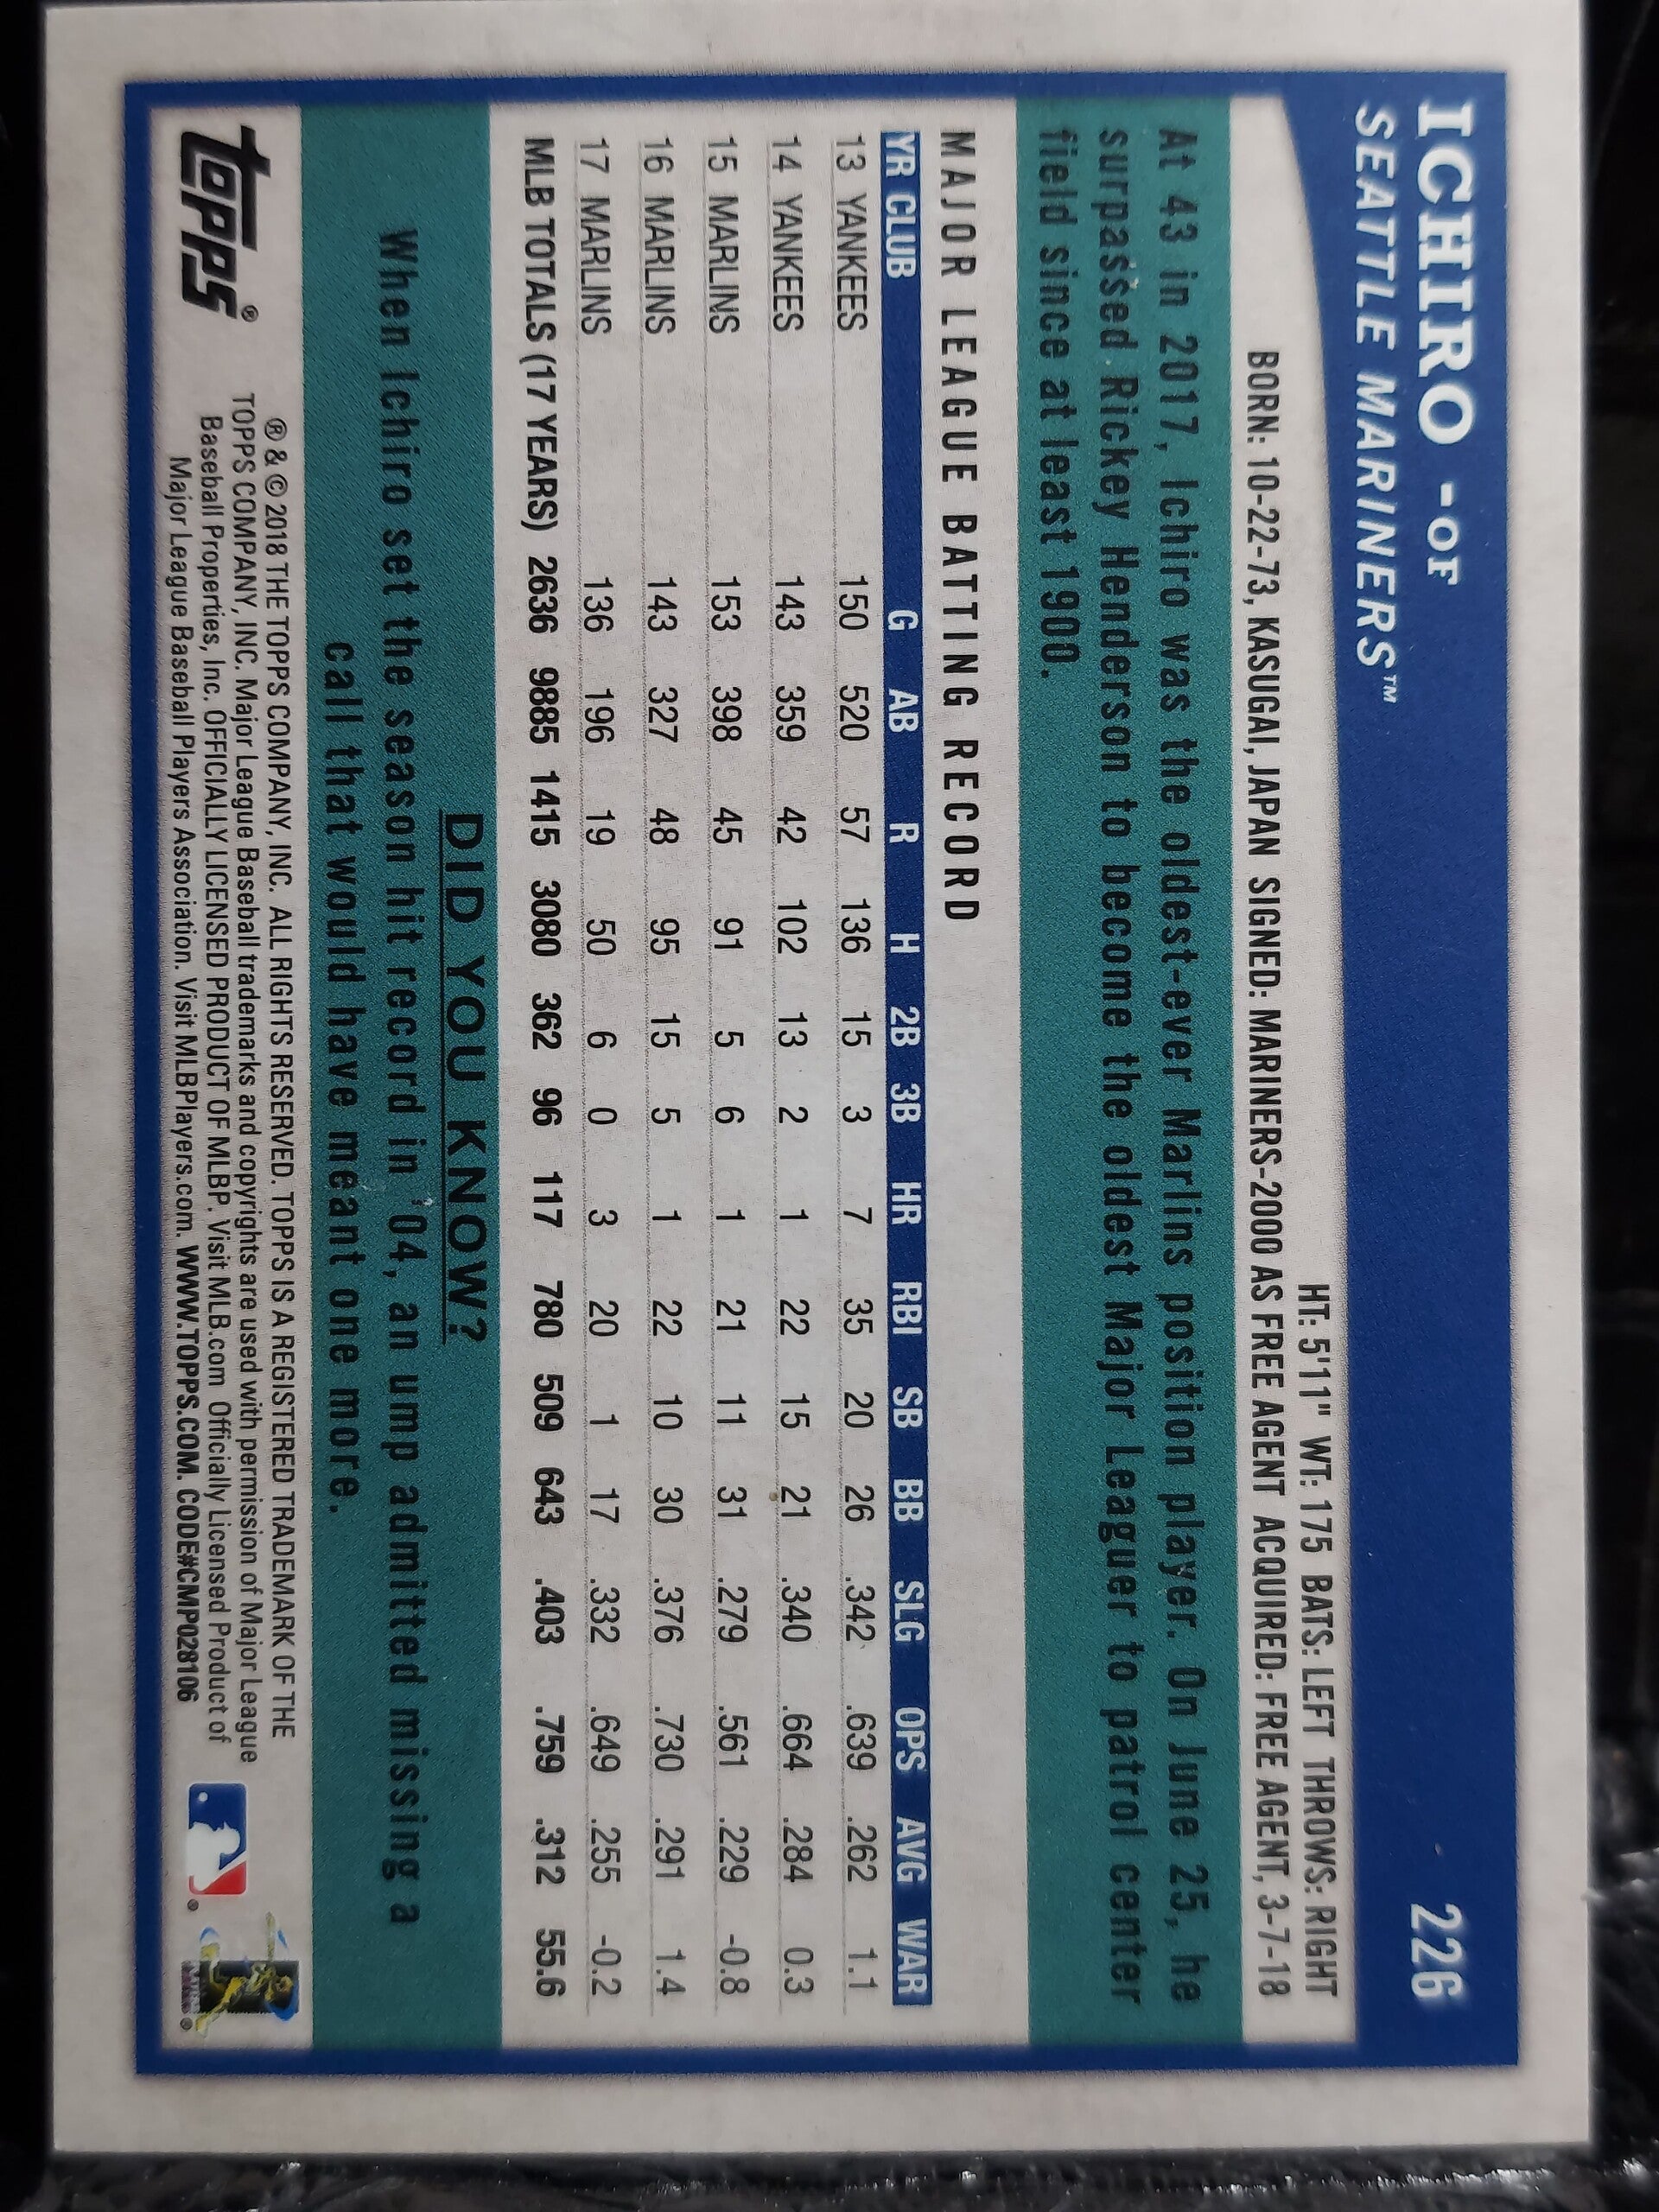 ICHIRO -OF
SEATTLE MARINERS™
226
HT: 5'11" WT: 175 BATS: LEFT THROWS: RIGHT
BORN: 10-22-73, KASUGAI, JAPAN SIGNED: MARINERS-2000 AS FREE AGENT ACQUIRED: FREE AGENT, 3-7-18
At 43 in 2017, Ichiro was the oldest-ever Marlins position player. On June 25, he
surpassed Rickey Henderson to become the oldest Major Leaguer to patrol center
field since at least 1900.
MAJOR LEAGUE BATTING RECORD
YR CLUB G AB R H 2B 3B HR RBI SB BB SLG OPS AVG WAR
13 YANKEES 150 520 57 136 15 3 7 35 20 26 .342 .639 .262 1.1
14 YANKEES 143 359 42 102 13 2 1 22 15 21 .340 .664 .284 0.3
15 MARLINS 153 398 45 91 5 6 1 21 11 31 .279 .561 .229 -0.8
16 MARLINS 143 327 48 95 15 5 1 22 10 30 .376 .730 .291 1.4
17 MARLINS 136 196 19 50 6 0 3 20 1 17 .332 .649 .255 -0.2
MLB TOTALS (17 YEARS) 2636 9885 1415 3080 362 96 117 780 509 643 .403 .759 .312 55.6
DID YOU KNOW?
When Ichiro set the season hit record in '04, an ump admitted missing a
call that would have meant one more.
topps®
® & © 2018 THE TOPPS COMPANY, INC. ALL RIGHTS RESERVED. TOPPS IS A REGISTERED TRADEMARK OF THE
TOPPS COMPANY, INC. Major League Baseball trademarks and copyrights are used with permission of Major League
Baseball Properties, Inc. OFFICIALLY LICENSED PRODUCT OF MLBP. Visit MLB.com Officially Licensed Product of
Major League Baseball Players Association. Visit MLBPlayers.com. WWW.TOPPS.COM. CODE#CMP028106